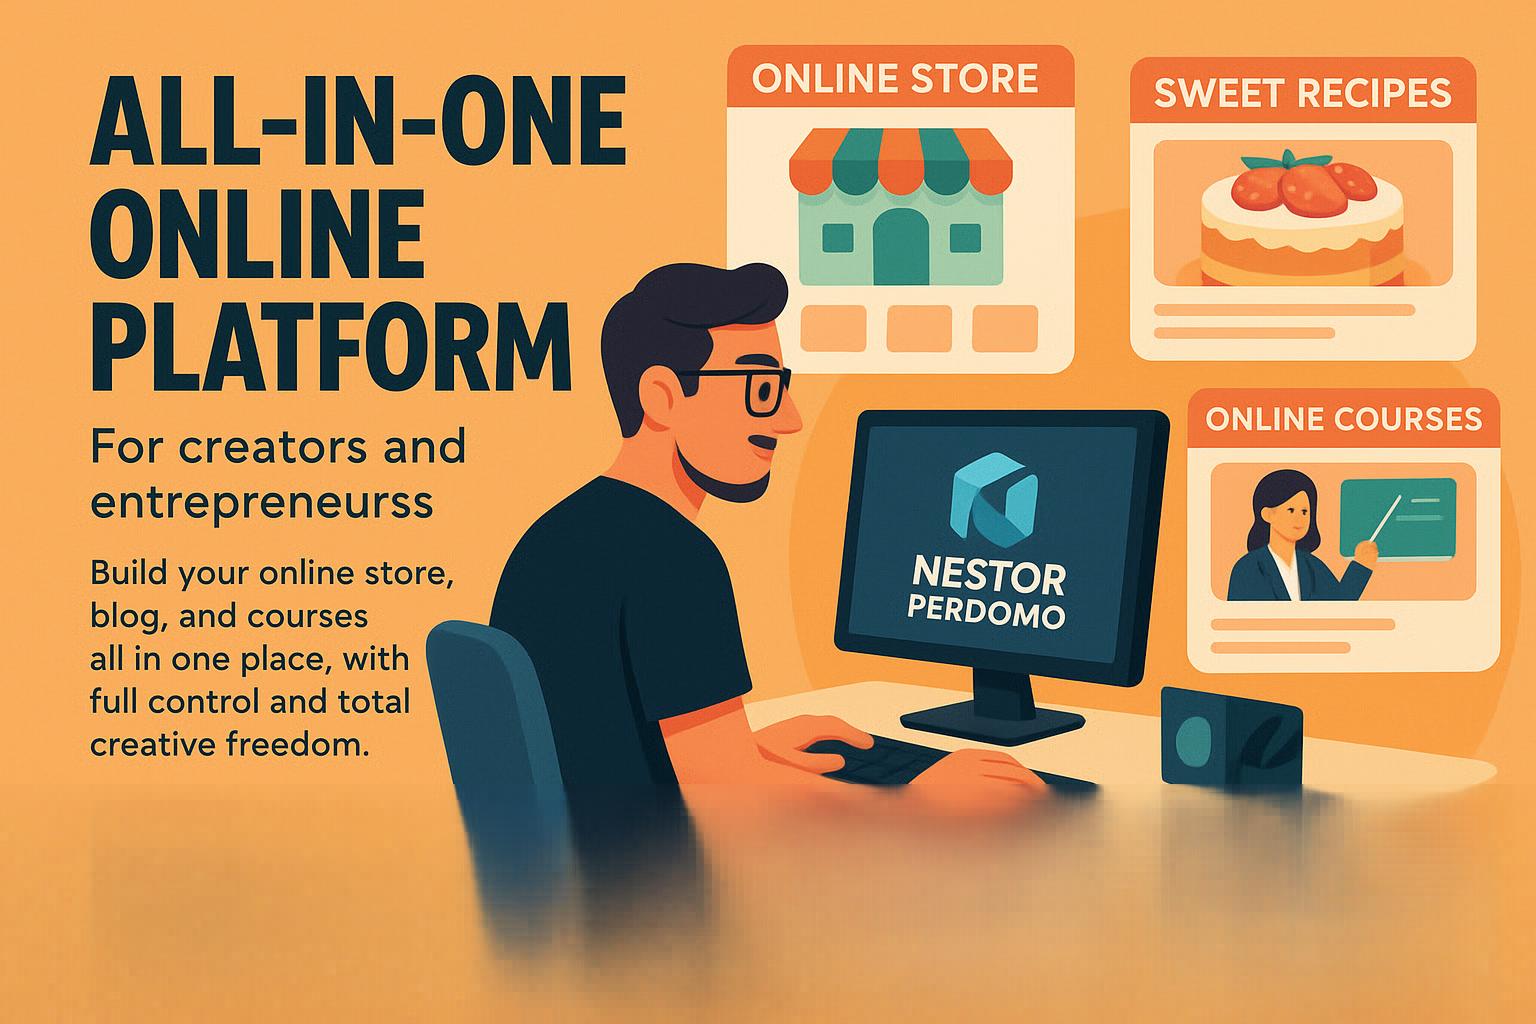 ALL-IN-ONE
ONLINE
PLATFORM
For creators and
entrepreneurss
Build your online store,
blog, and courses
all in one place, with
full control and total
creative freedom.
ONLINE STORE
SWEET RECIPES
ONLINE COURSES
NESTOR
PERDOMO